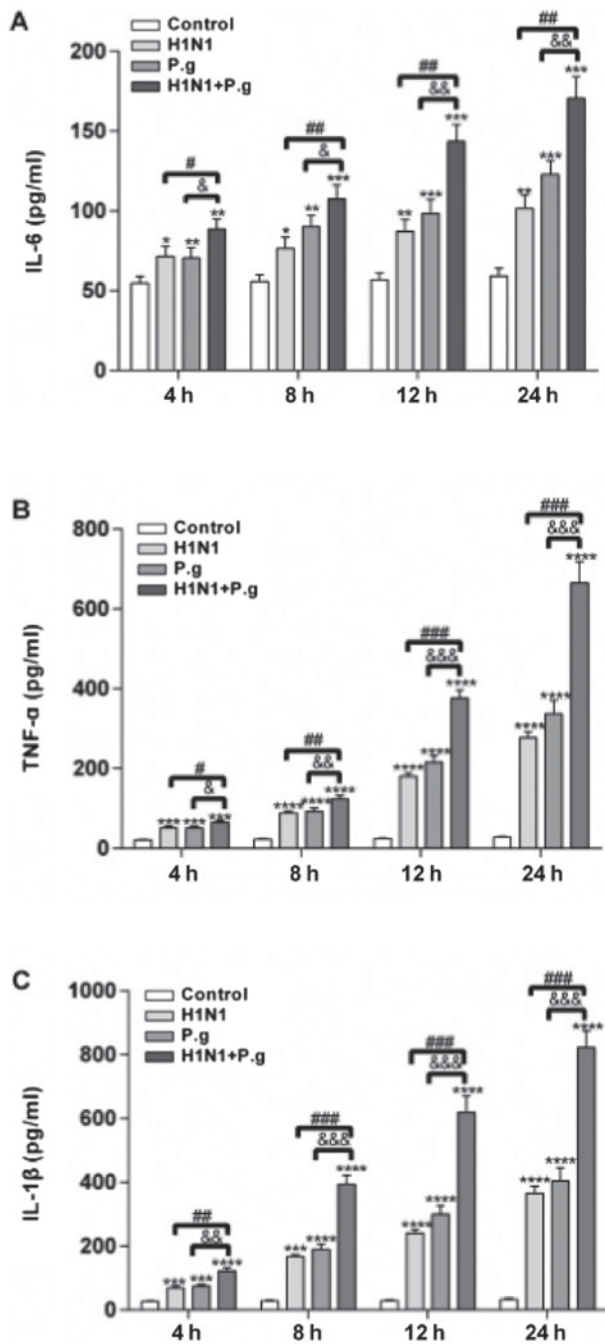 A
Control
H1N1
P.g
H1N1+P.g
IL-6 (pg/ml)
200
150
100
50
0
#
&
* ** **
##
&
* ** ***
##
&&
** *** ***
##
&&
** *** ***
4 h 8 h 12 h 24 h
B
Control
H1N1
P.g
H1N1+P.g
TNF-α (pg/ml)
800
600
400
200
0
#
&
*** *** ***
##
&&
**** **** ****
###
&&&
**** **** ****
###
&&&
**** **** ****
4 h 8 h 12 h 24 h
C
Control
H1N1
P.g
H1N1+P.g
IL-1β (pg/ml)
1000
800
600
400
200
0
##
&&
*** *** ****
###
&&&
*** **** ****
###
&&&
**** **** ****
###
&&&
**** **** ****
4 h 8 h 12 h 24 h